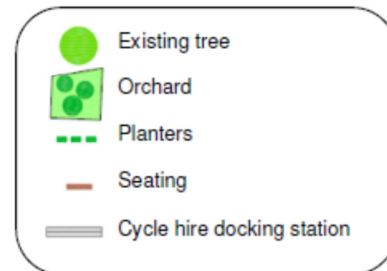 Existing tree
Orchard
Planters
Seating
Cycle hire docking station